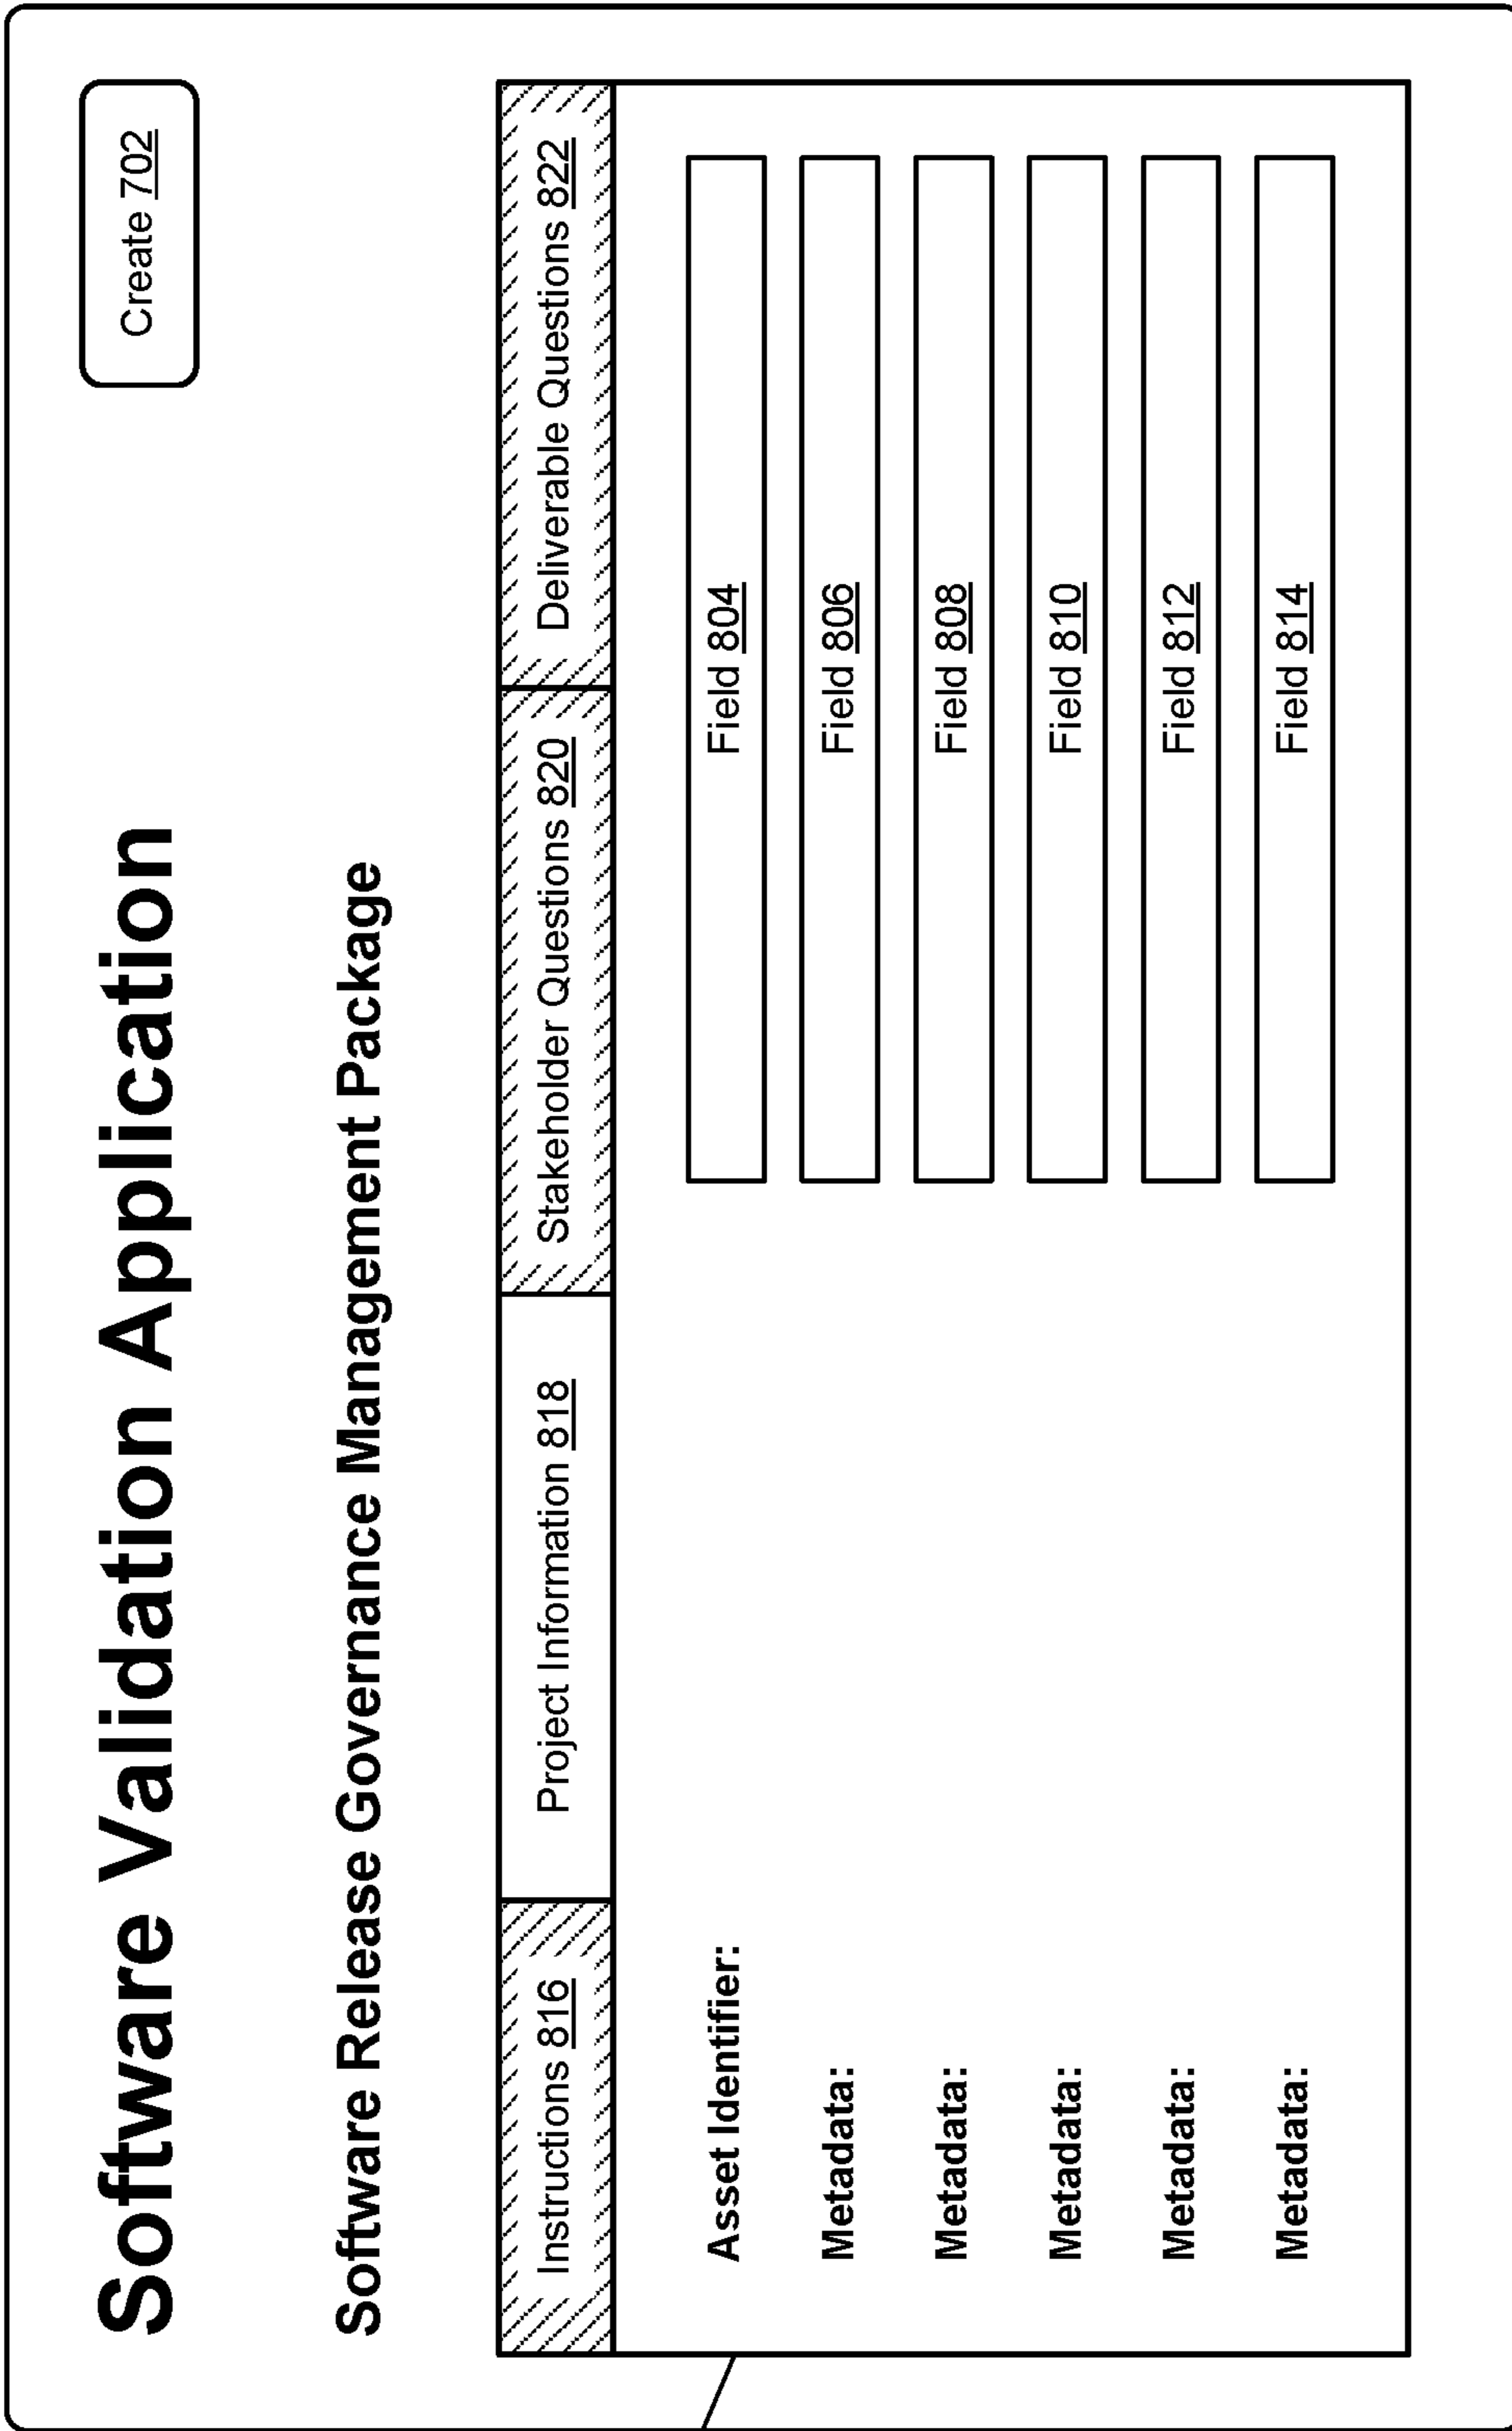 Software Validation Application
Create 702
Software Release Governance Management Package
Instructions 816
Project Information 818
Stakeholder Questions 820
Deliverable Questions 822
Asset Identifier:
Field 804
Metadata:
Field 806
Metadata:
Field 808
Metadata:
Field 810
Metadata:
Field 812
Metadata:
Field 814